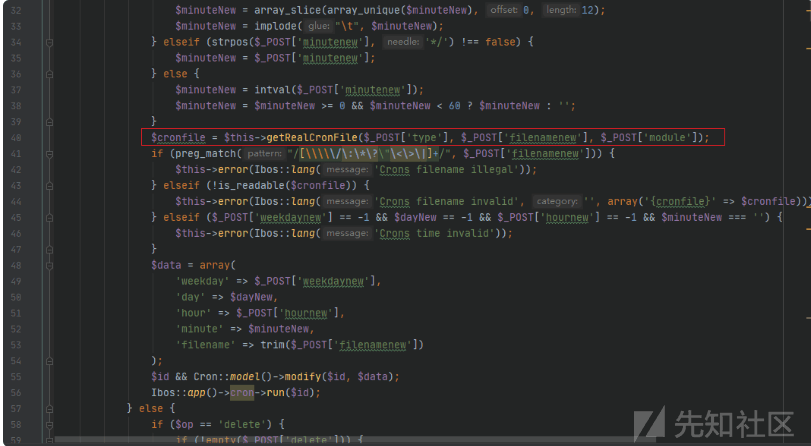 32 $minuteNew = array_slice(array_unique($minuteNew), offset: 0, length: 12);
33 $minuteNew = implode( glue: "\t", $minuteNew);
34 } elseif (strpos($_POST['minutenew'], needle: '*/') !== false) {
35 $minuteNew = $_POST['minutenew'];
36 } else {
37 $minuteNew = intval($_POST['minutenew']);
38 $minuteNew = $minuteNew >= 0 && $minuteNew < 60 ? $minuteNew : '';
39 }
40 $cronfile = $this->getRealCronFile($_POST['type'], $_POST['filenamenew'], $_POST['module']);
41 if (preg_match( pattern: "/[\\\\\/\:\*\?\"\<\>\|]+/", $_POST['filenamenew'])) {
42 $this->error(Ibos::lang( message: 'Crons filename illegal'));
43 } elseif (!is_readable($cronfile)) {
44 $this->error(Ibos::lang( message: 'Crons filename invalid', category: '', array('{cronfile}' => $cronfile)))
45 } elseif ($_POST['weekdaynew'] == -1 && $dayNew == -1 && $_POST['hournew'] == -1 && $minuteNew === '') {
46 $this->error(Ibos::lang( message: 'Crons time invalid'));
47 }
48 $data = array(
49 'weekday' => $_POST['weekdaynew'],
50 'day' => $dayNew,
51 'hour' => $_POST['hournew'],
52 'minute' => $minuteNew,
53 'filename' => trim($_POST['filenamenew'])
54 );
55 $id && Cron::model()->modify($id, $data);
56 Ibos::app()->cron->run($id);
57 } else {
58 if ($op == 'delete') {
59 if (!empty($_POST['delete'])) {
先知社区